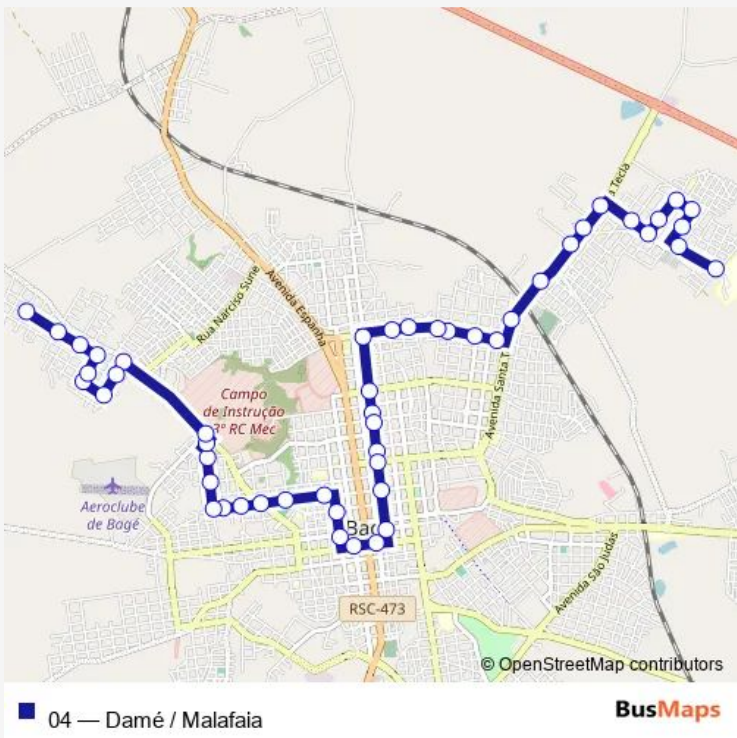 a Tecla
Rua Narciso Suñe
Avenida Espanha
Avenida Santa T
Campo
de Instrução
3º RC Mec
Aeroclube
de Bagé
Bag
Avenida São Judas
RSC-473
© OpenStreetMap contributors
04 — Damé / Malafaia
BusMaps